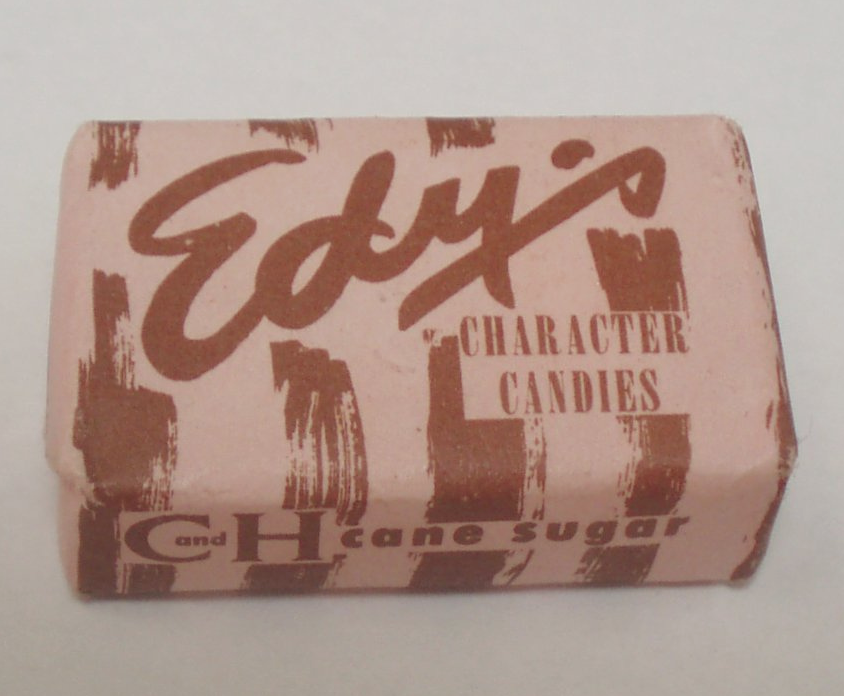 Edy's
CHARACTER
CANDIES
C and H cane sugar